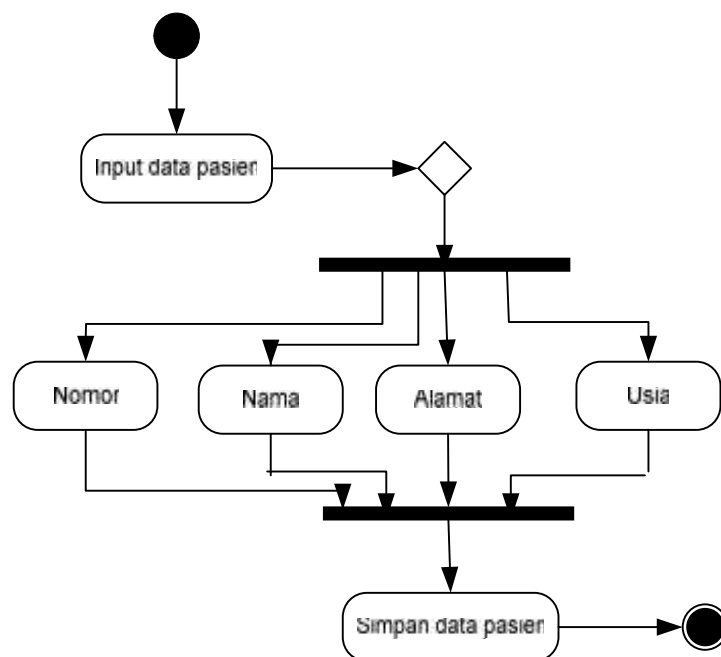 Input data pasien
Nomor
Nama
Alamat
Usia
Simpan data pasien